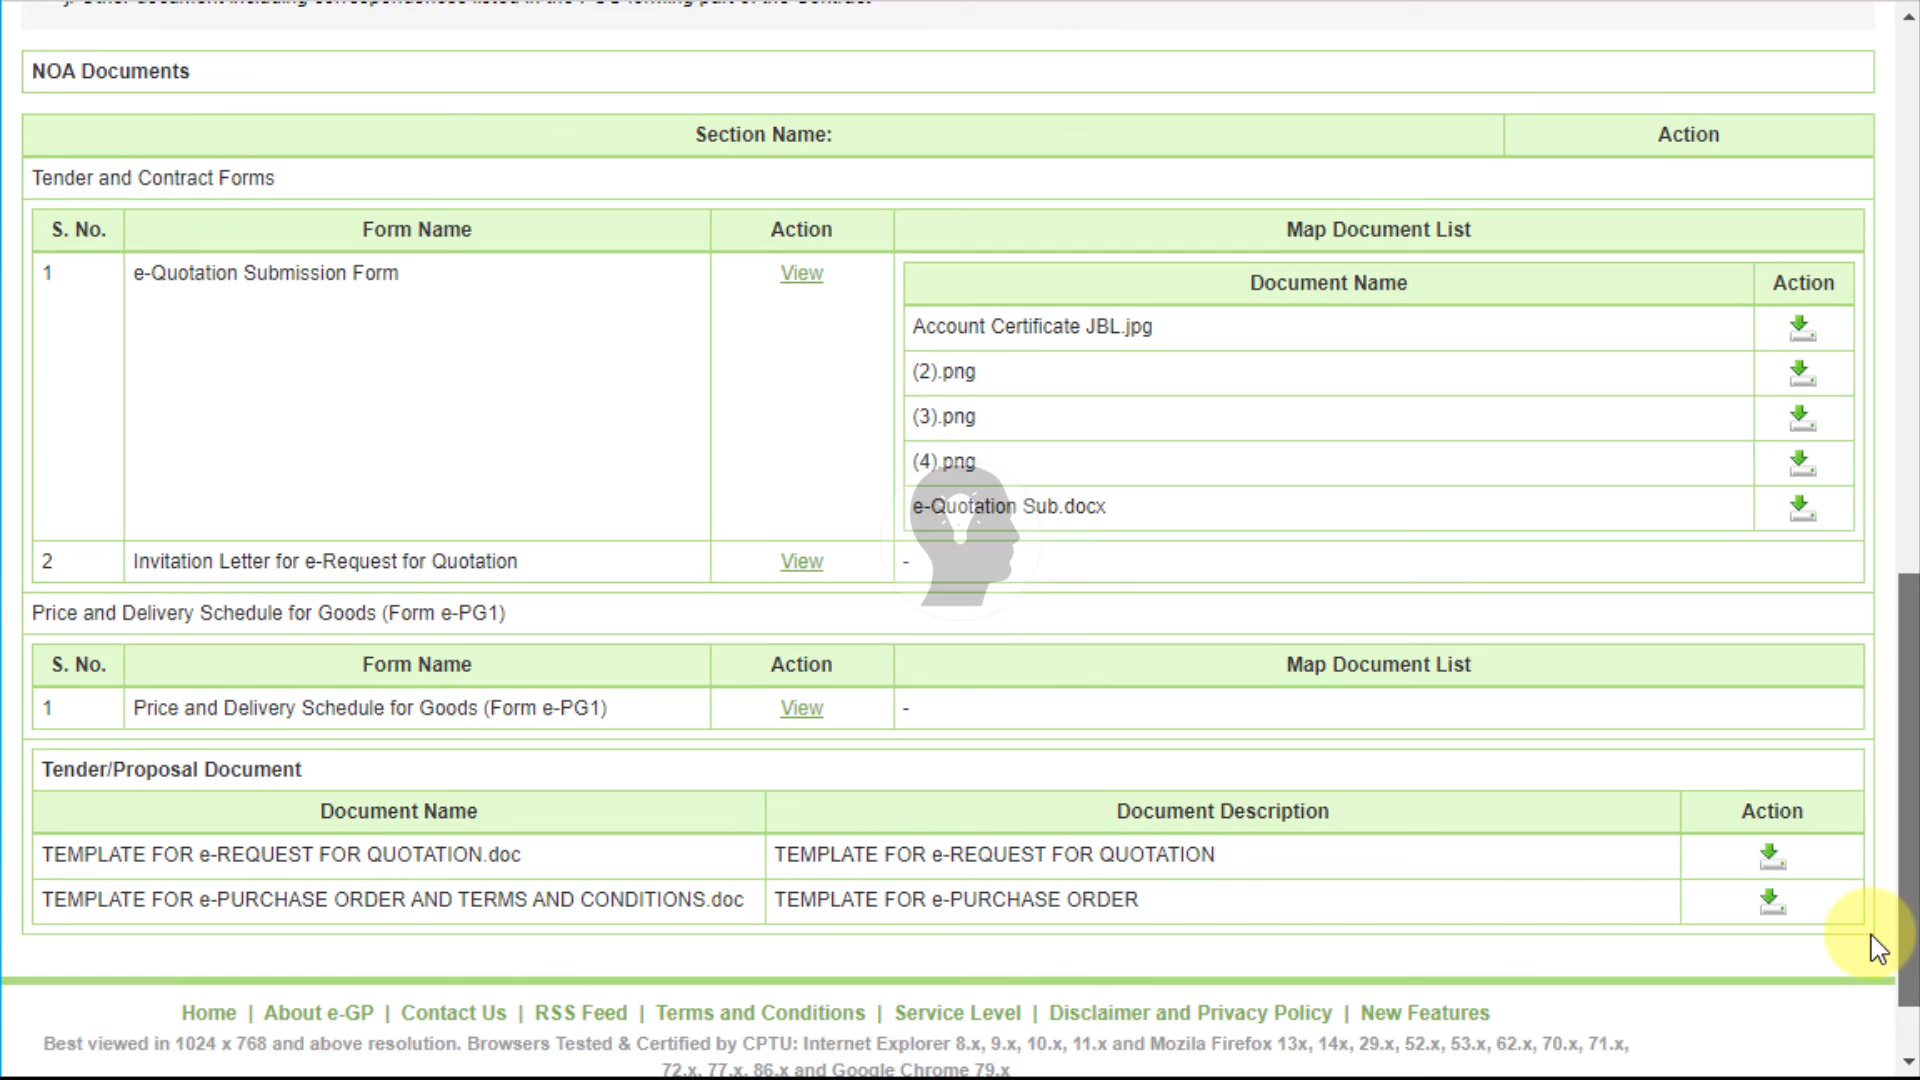 NOA Documents
Section Name: Action
Tender and Contract Forms
S. No. Form Name Action Map Document List
1 e-Quotation Submission Form View
Document Name Action
Account Certificate JBL.jpg
(2).png
(3).png
(4).png
e-Quotation Sub.docx
2 Invitation Letter for e-Request for Quotation View -
Price and Delivery Schedule for Goods (Form e-PG1)
S. No. Form Name Action Map Document List
1 Price and Delivery Schedule for Goods (Form e-PG1) View -
Tender/Proposal Document
Document Name Document Description Action
TEMPLATE FOR e-REQUEST FOR QUOTATION.doc TEMPLATE FOR e-REQUEST FOR QUOTATION
TEMPLATE FOR e-PURCHASE ORDER AND TERMS AND CONDITIONS.doc TEMPLATE FOR e-PURCHASE ORDER
Home | About e-GP | Contact Us | RSS Feed | Terms and Conditions | Service Level | Disclaimer and Privacy Policy | New Features
Best viewed in 1024 x 768 and above resolution. Browsers Tested & Certified by CPTU: Internet Explorer 8.x, 9.x, 10.x, 11.x and Mozila Firefox 13x, 14x, 29.x, 52.x, 53.x, 62.x, 70.x, 71.x,
72.x, 77.x, 86.x and Google Chrome 79.x